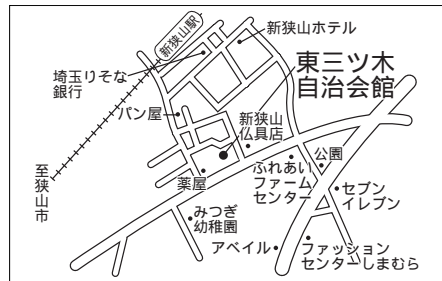 新狭山駅
新狭山ホテル
埼玉りそな
銀行
東三ツ木
自治会館
パン屋
新狭山
仏具店
至狭山市
薬屋
ふれあい
ファーム
センター
公園
セブン
イレブン
みつぎ
幼稚園
アベイル
ファッション
センターしまむら